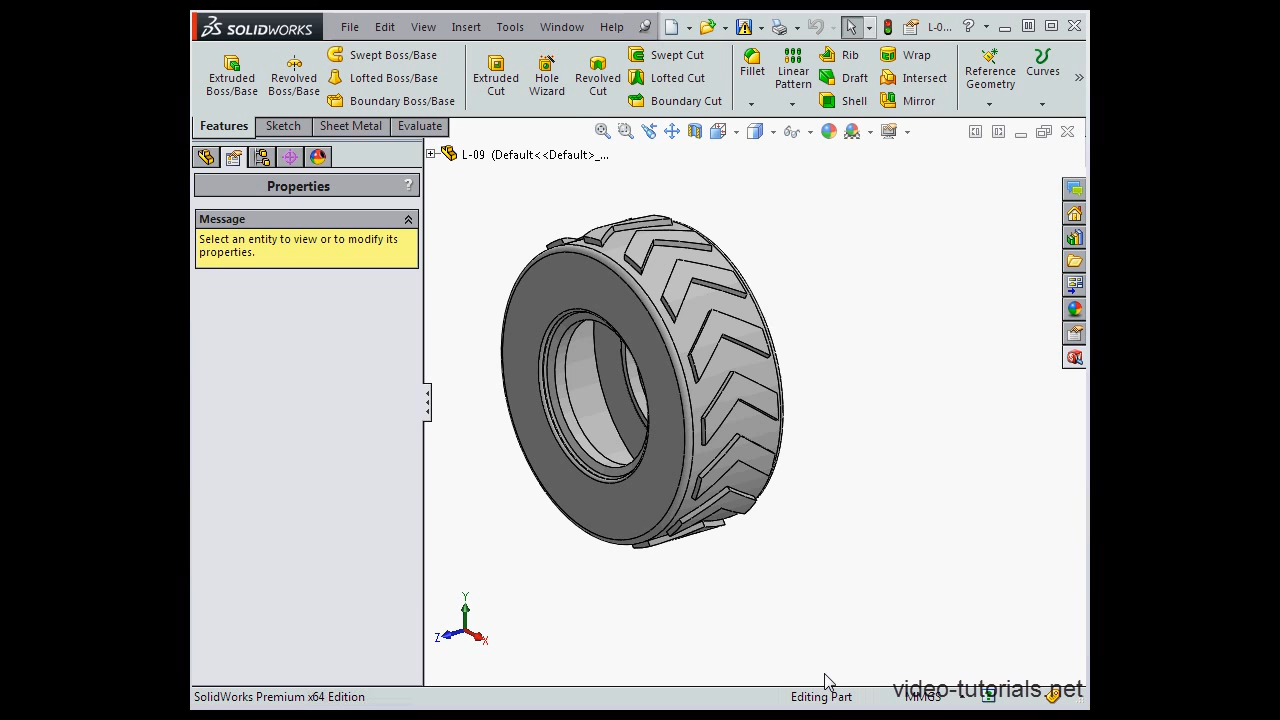 SOLIDWORKS File Edit View Insert Tools Window Help L-0... ?
Extruded Boss/Base
Revolved Boss/Base
Swept Boss/Base
Lofted Boss/Base
Boundary Boss/Base
Extruded Cut
Hole Wizard
Revolved Cut
Swept Cut
Lofted Cut
Boundary Cut
Fillet
Linear Pattern
Rib
Draft
Shell
Wrap
Intersect
Mirror
Reference Geometry
Curves
Features Sketch Sheet Metal Evaluate
L-09 (Default<<Default>_...
Properties ?
Message
Select an entity to view or to modify its
properties.
Y
Z
X
SolidWorks Premium x64 Edition
Editing Part
MMGS
video-tutorials.net